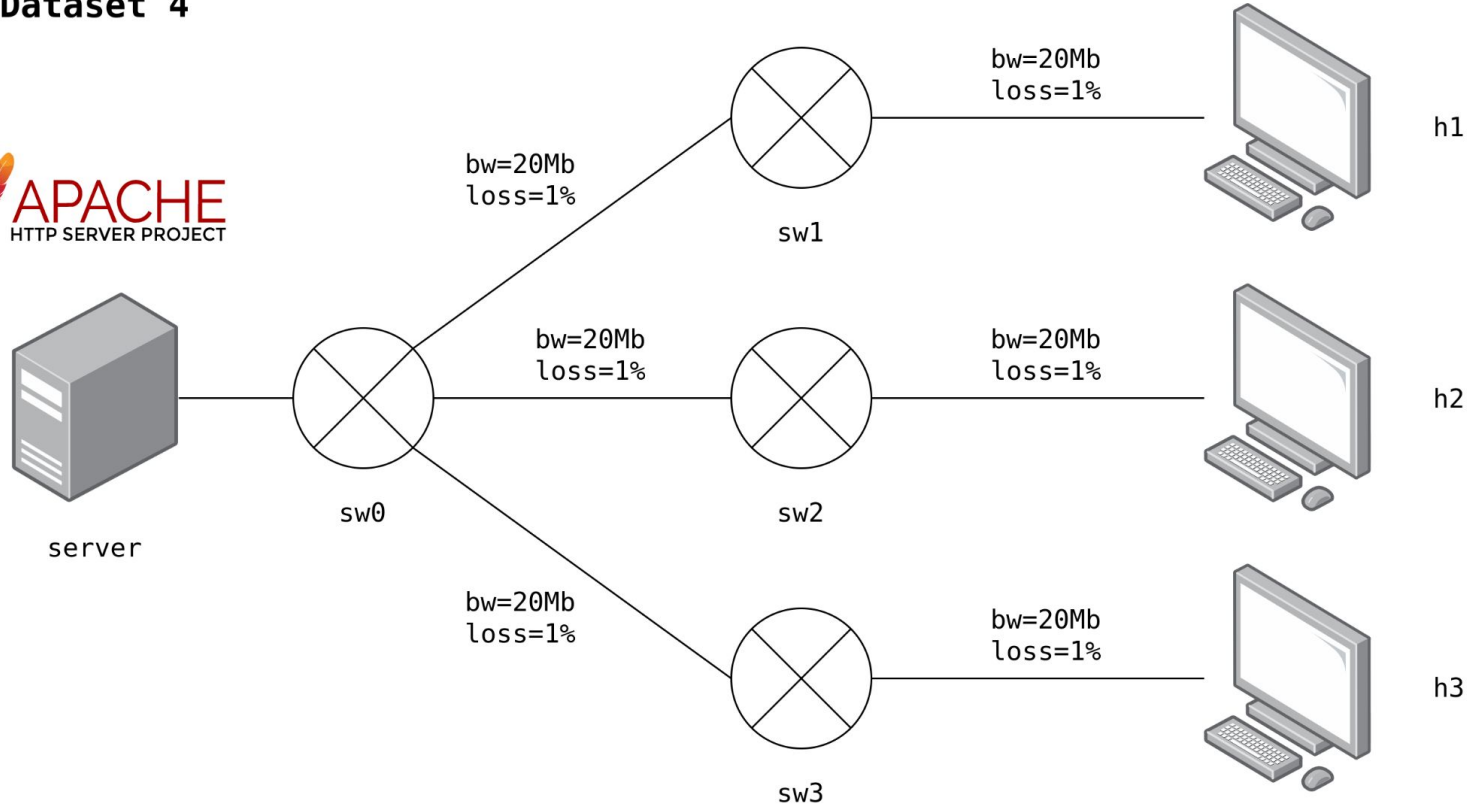 Dataset 4
bw=20Mb
loss=1%
h1
bw=20Mb
loss=1%
APACHE
HTTP SERVER PROJECT
sw1
bw=20Mb
loss=1%
bw=20Mb
loss=1%
h2
sw0
sw2
server
bw=20Mb
loss=1%
bw=20Mb
loss=1%
h3
sw3